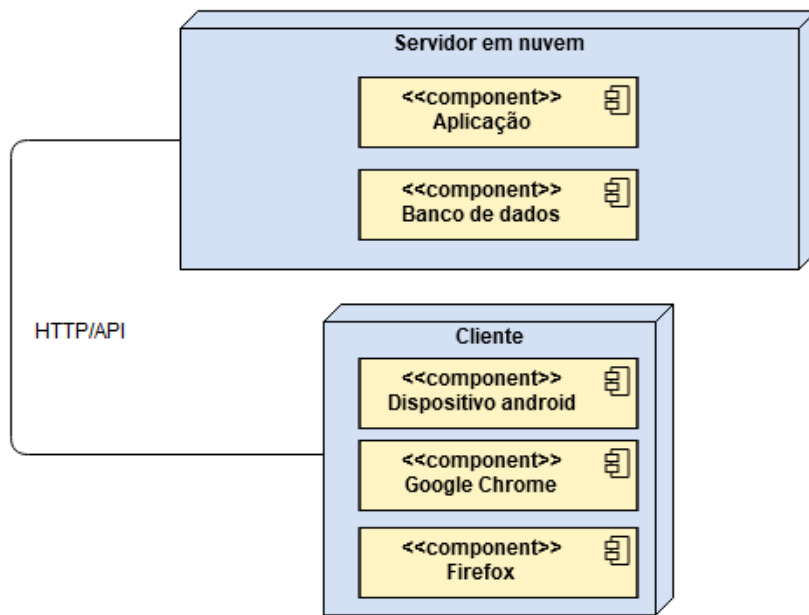 Servidor em nuvem
<<component>>
Aplicação
<<component>>
Banco de dados
HTTP/API
Cliente
<<component>>
Dispositivo android
<<component>>
Google Chrome
<<component>>
Firefox